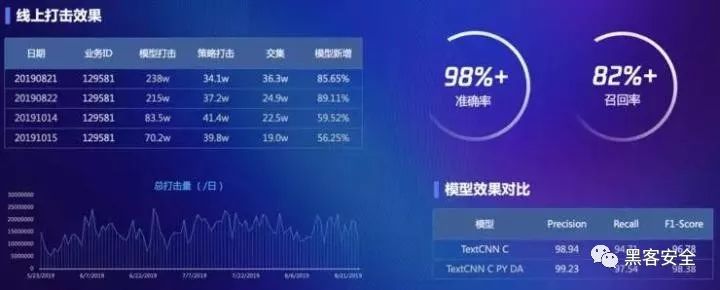 线上打击效果
日期 业务ID 模型打击 策略打击 交集 模型新增
20190821 129581 238w 34.1w 36.3w 85.65%
20190822 129581 215w 37.2w 24.9w 89.11%
20191014 129581 83.5w 41.4w 22.5w 59.52%
20191015 129581 70.2w 39.8w 19.0w 56.25%
98%+
准确率
82%+
召回率
总打击量（/日）
30000000
25000000
20000000
15000000
10000000
5000000
0
5/23/2019 6/7/2019 6/22/2019 7/7/2019 7/22/2019 8/6/2019 8/21/2019
模型效果对比
模型 Precision Recall F1-Score
TextCNN C 98.94 94.71 96.78
TextCNN C PY DA 99.23 97.54 98.38
黑客安全